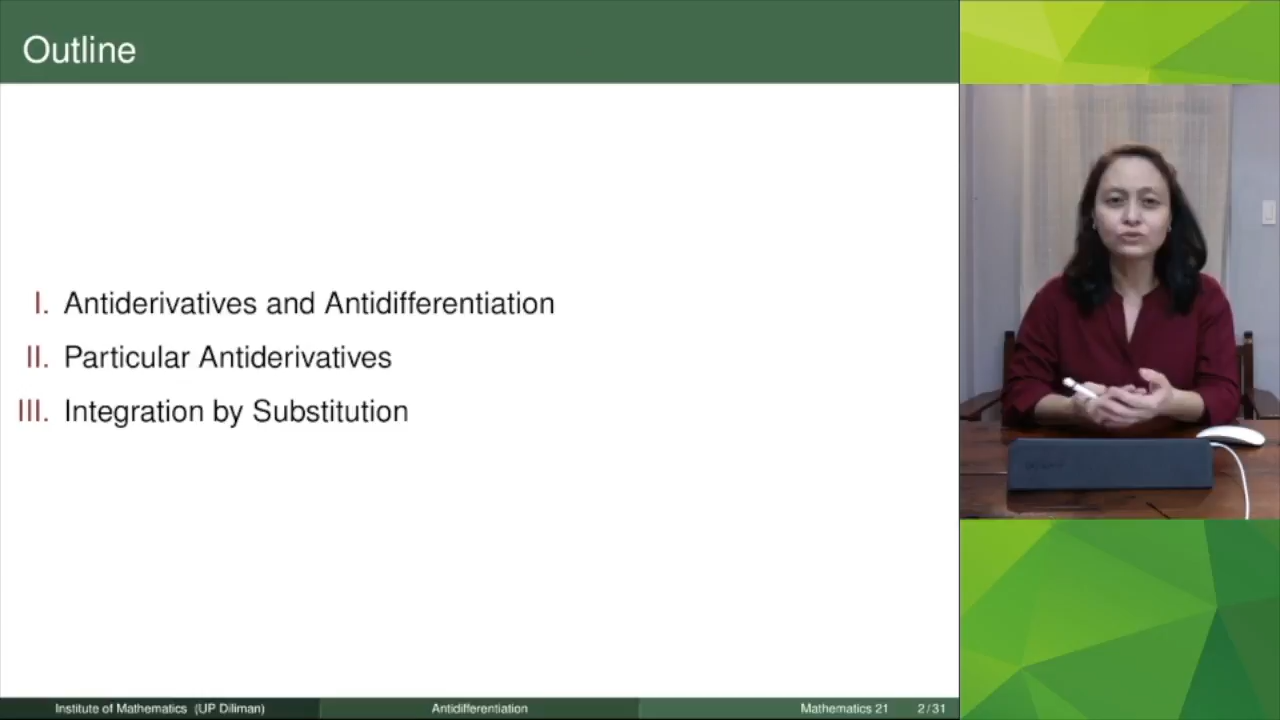 Outline
I. Antiderivatives and Antidifferentiation
II. Particular Antiderivatives
III. Integration by Substitution
Institute of Mathematics (UP Diliman) Antidifferentiation Mathematics 21 2/31